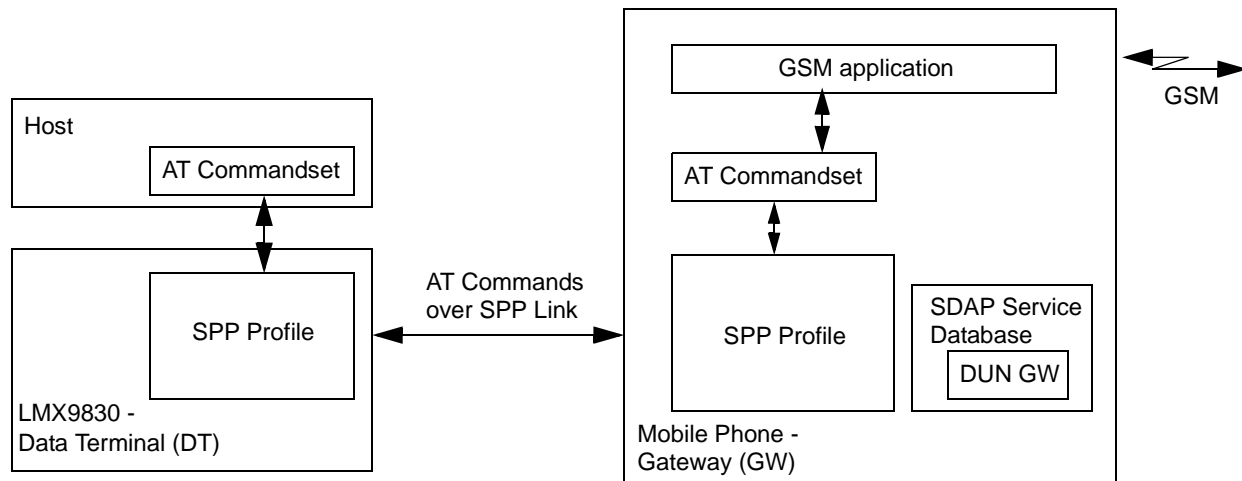 Host
AT Commandset
SPP Profile
LMX9830 -
Data Terminal (DT)
AT Commands
over SPP Link
GSM application
AT Commandset
SPP Profile
SDAP Service
Database
DUN GW
Mobile Phone -
Gateway (GW)
GSM